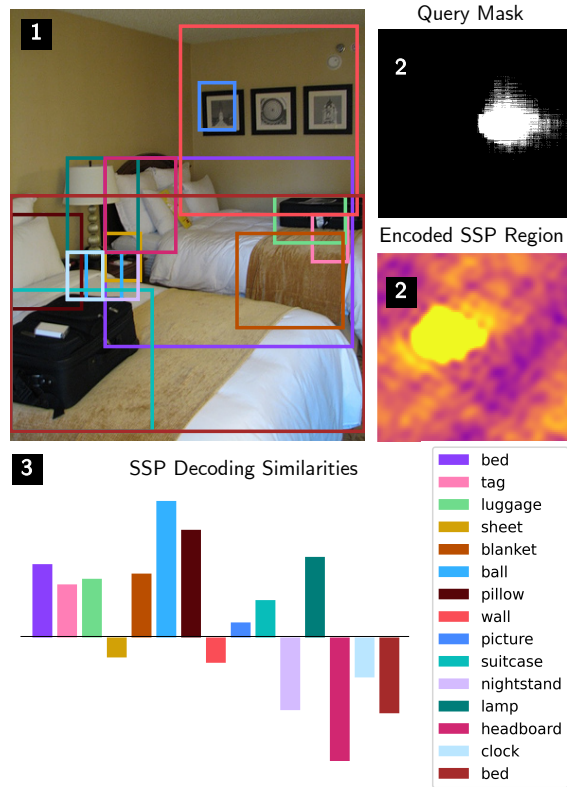 1
Query Mask
2
Encoded SSP Region
2
3
SSP Decoding Similarities
bed
tag
luggage
sheet
blanket
ball
pillow
wall
picture
suitcase
nightstand
lamp
headboard
clock
bed